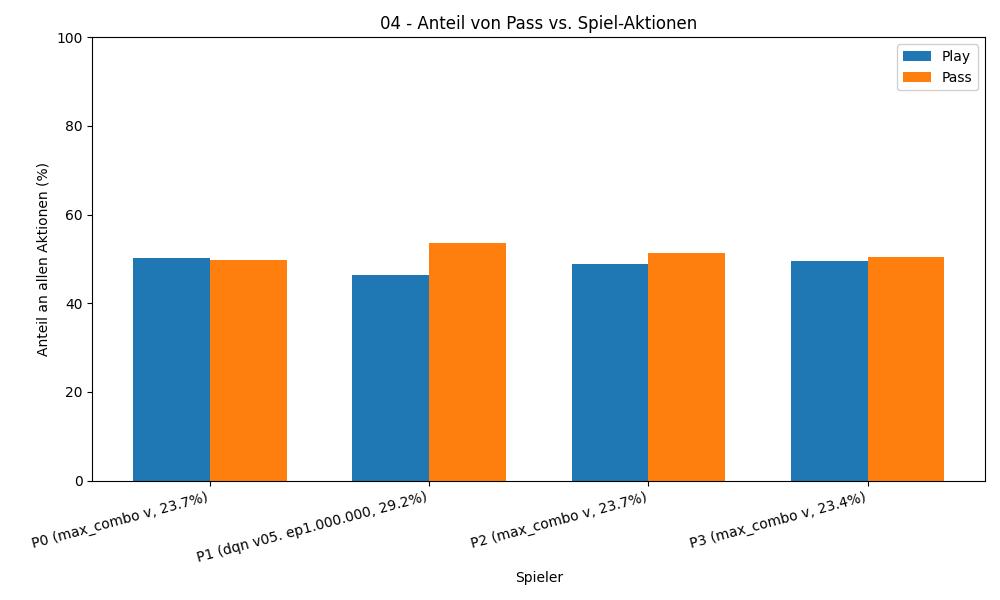 04 - Anteil von Pass vs. Spiel-Aktionen
Play
Pass
Anteil an allen Aktionen (%)
100
80
60
40
20
0
P0 (max_combo v, 23.7%)
P1 (dqn v05. ep1.000.000, 29.2%)
P2 (max_combo v, 23.7%)
P3 (max_combo v, 23.4%)
Spieler